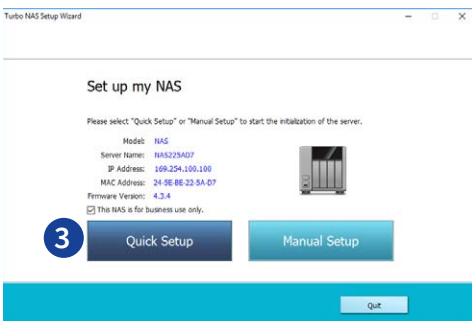 Turbo NAS Setup Wizard
Set up my NAS
Please select "Quick Setup" or "Manual Setup" to start the initialization of the server.
Model: NAS
Server Name: NAS225AD7
IP Address: 169.254.100.100
MAC Address: 24-5E-BE-22-5A-D7
Firmware Version: 4.3.4
This NAS is for business use only.
3 Quick Setup Manual Setup
Quit